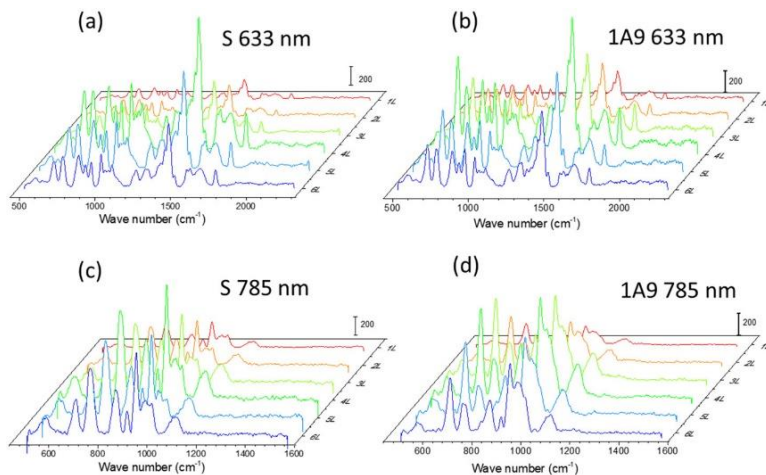 (a) S 633 nm
200
1L
2L
3L
4L
5L
6L
500 1000 1500 2000
Wave number (cm⁻¹)
(b) 1A9 633 nm
200
1L
2L
3L
4L
5L
6L
500 1000 1500 2000
Wave number (cm⁻¹)
(c) S 785 nm
200
1L
2L
3L
4L
5L
6L
600 800 1000 1200 1400 1600
Wave number (cm⁻¹)
(d) 1A9 785 nm
200
2L
3L
4L
5L
6L
600 800 1000 1200 1400 1600
Wave number (cm⁻¹)